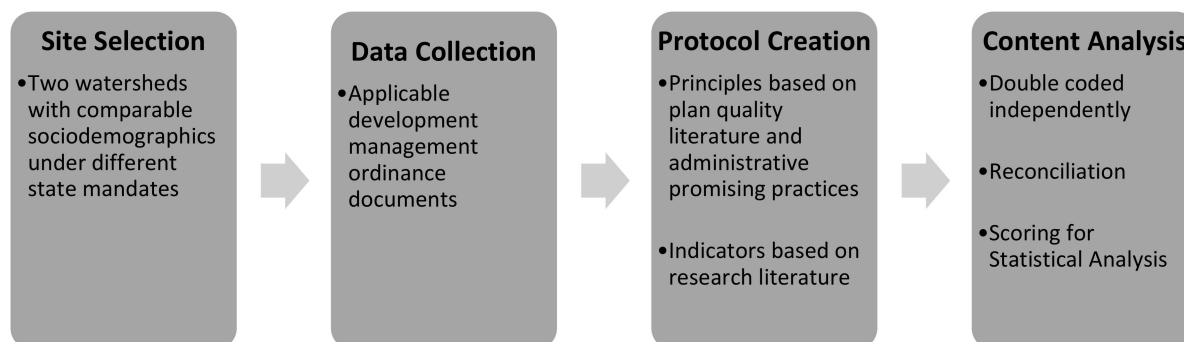 Site Selection
•Two watersheds
with comparable
sociodemographics
under different
state mandates
Data Collection
•Applicable
development
management
ordinance
documents
Protocol Creation
•Principles based on
plan quality
literature and
administrative
promising practices
•Indicators based on
research literature
Content Analysis
•Double coded
independently
•Reconciliation
•Scoring for
Statistical Analysis